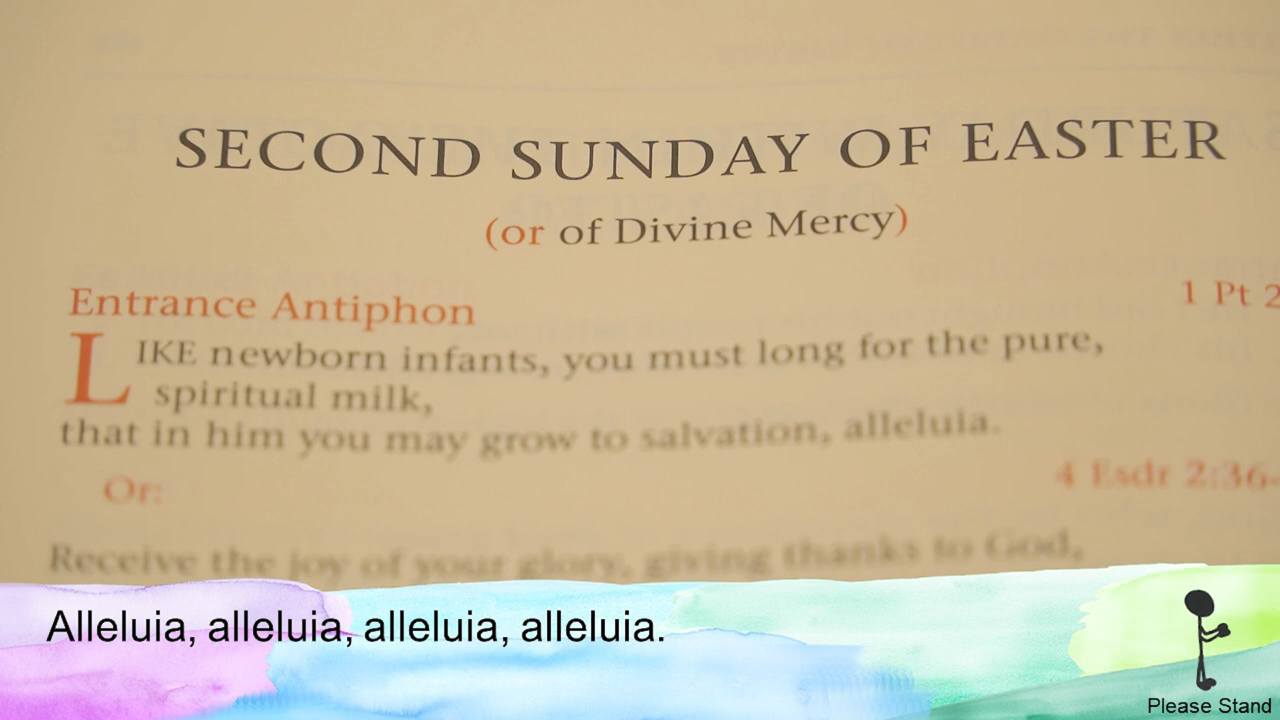 SECOND SUNDAY OF EASTER
(or of Divine Mercy)
Entrance Antiphon
1 Pt 2
LIKE newborn infants, you must long for the pure,
spiritual milk,
that in him you may grow to salvation, alleluia.
Or:
4 Esdr 2:36-
Receive the joy of your glory, giving thanks to God,
Alleluia, alleluia, alleluia, alleluia.
Please Stand